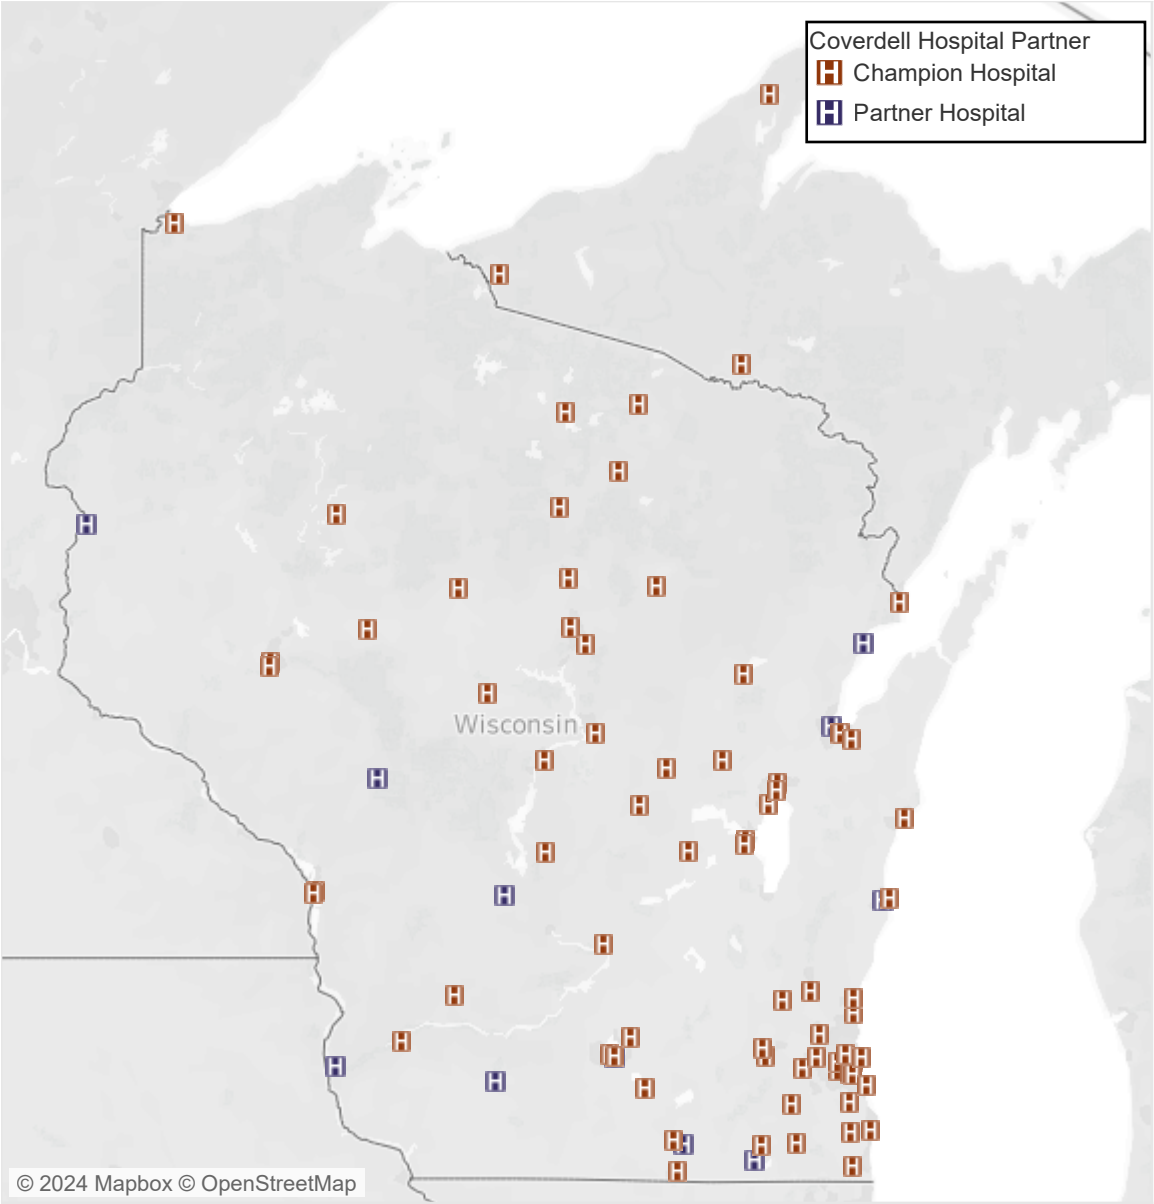 Coverdell Hospital Partner
H Champion Hospital
H Partner Hospital
Wisconsin
© 2024 Mapbox © OpenStreetMap